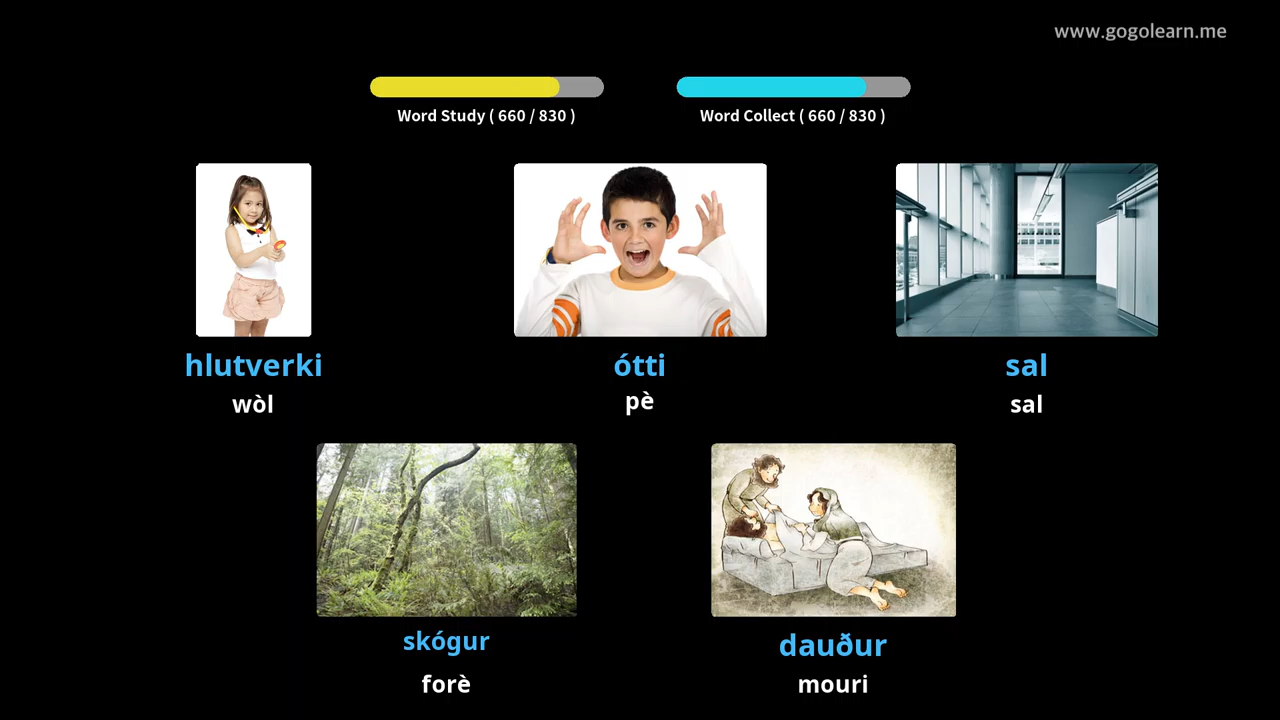 www.gogolearn.me
Word Study ( 660 / 830 )
Word Collect ( 660 / 830 )
hlutverki
wòl
ótti
pè
sal
sal
skógur
forè
dauður
mouri